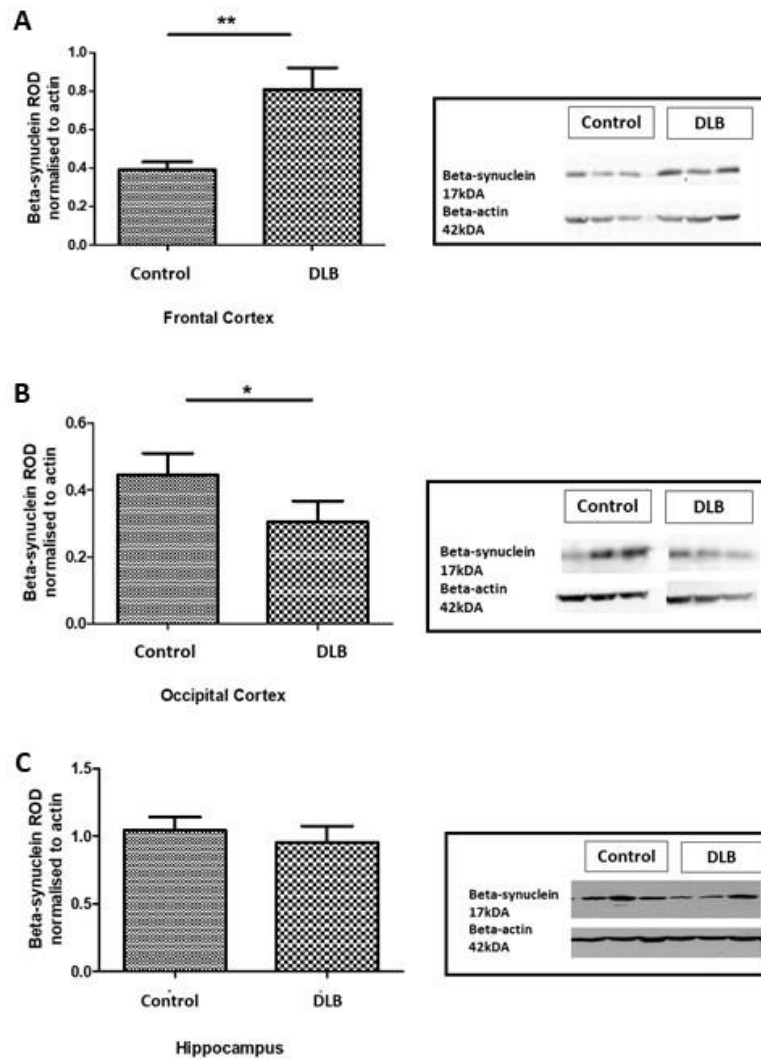 A
**
Beta-synuclein ROD
normalised to actin
1.0
0.8
0.6
0.4
0.2
0.0
Control
DLB
Frontal Cortex
Control
DLB
Beta-synuclein
17kDA
Beta-actin
42kDA
B
*
Beta-synuclein ROD
normalised to actin
0.6
0.4
0.2
0.0
Control
DLB
Occipital Cortex
Control
DLB
Beta-synuclein
17kDA
Beta-actin
42kDA
C
Beta-synuclein ROD
normalised to actin
1.5
1.0
0.5
0.0
Control
DLB
Hippocampus
Control
DLB
Beta-synuclein
17kDA
Beta-actin
42kDA